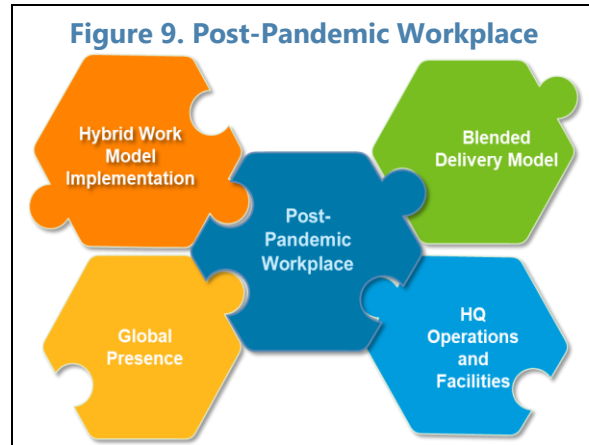 Figure 9. Post-Pandemic Workplace
Hybrid Work
Model
Implementation
Blended
Delivery Model
Post-
Pandemic
Workplace
Global
Presence
HQ
Operations
and
Facilities